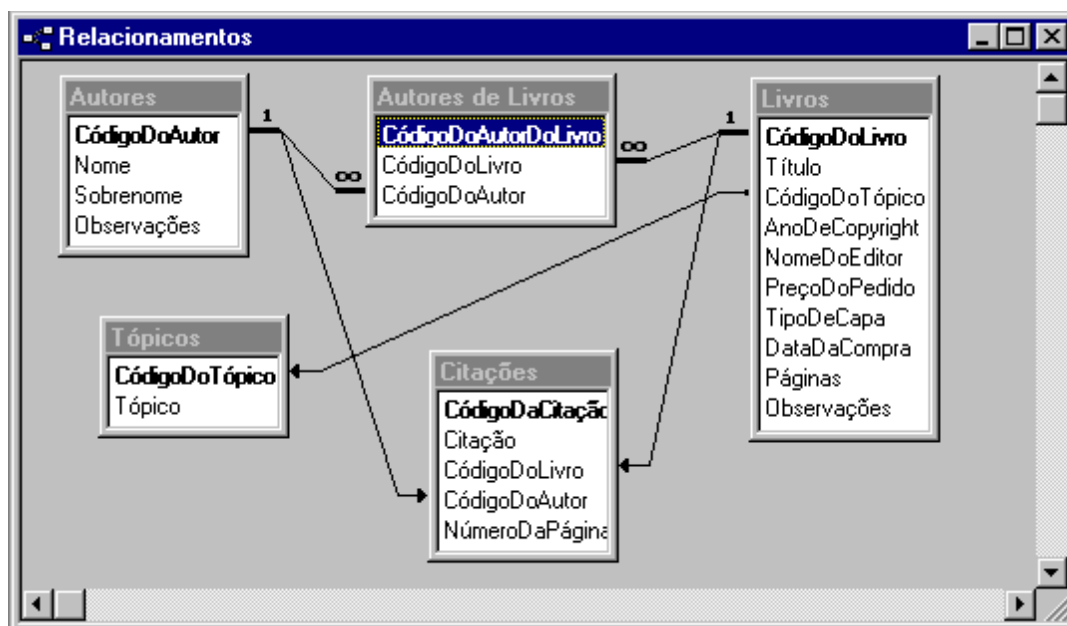 Relacionamentos
Autores
CódigoDoAutor
Nome
Sobrenome
Observações
1
∞
Autores de Livros
CódigoDoAutorDoLivro
CódigoDoLivro
CódigoDoAutor
∞
1
Livros
CódigoDoLivro
Título
CódigoDoTópico
AnoDeCopyright
NomeDoEditor
PreçoDoPedido
TipoDeCapa
DataDaCompra
Páginas
Observações
Tópicos
CódigoDoTópico
Tópico
Citações
CódigoDaCitação
Citação
CódigoDoLivro
CódigoDoAutor
NúmeroDaPágina